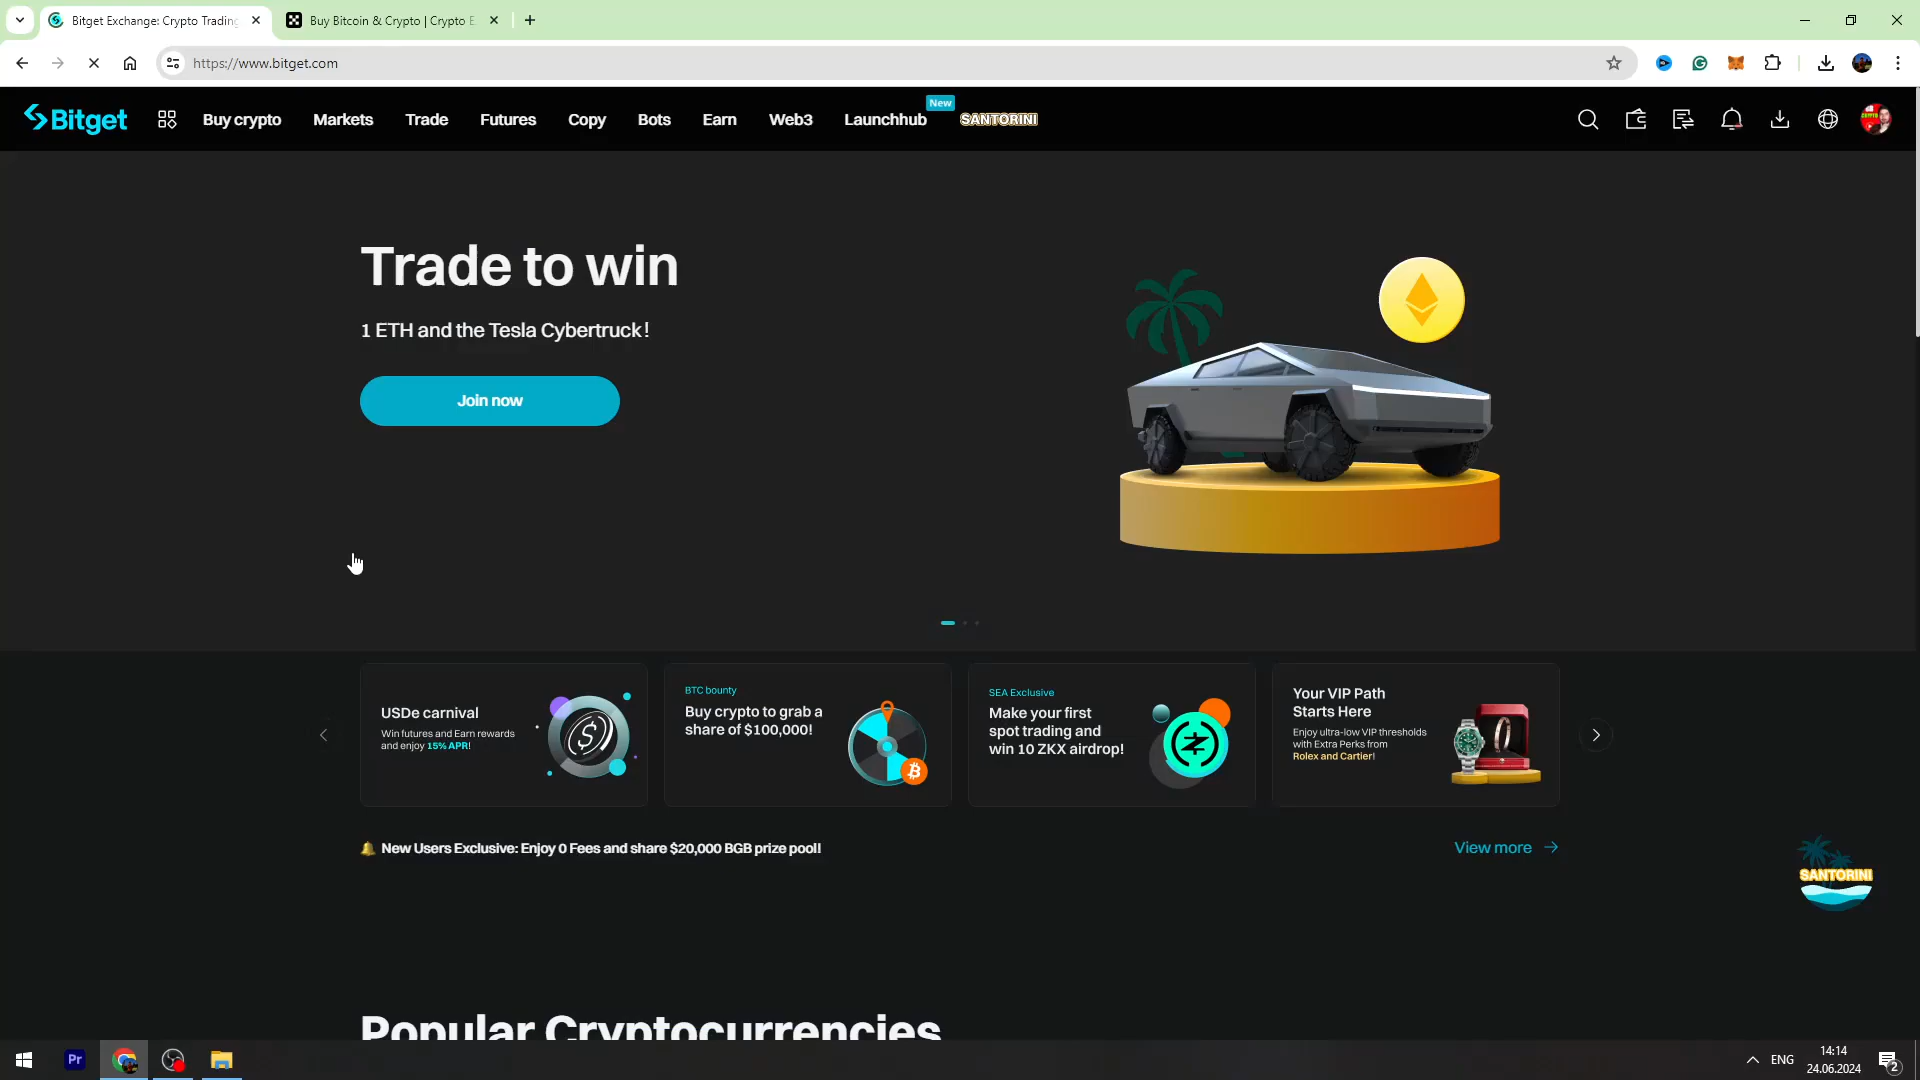 Bitget Exchange: Crypto Trading
Buy Bitcoin & Crypto | Crypto E
https://www.bitget.com
Bitget
Buy crypto
Markets
Trade
Futures
Copy
Bots
Earn
Web3
Launchhub
New
SANTORINI
Trade to win
1 ETH and the Tesla Cybertruck!
Join now
USDe carnival
Win futures and Earn rewards
and enjoy 15% APR!
BTC bounty
Buy crypto to grab a
share of $100,000!
SEA Exclusive
Make your first
spot trading and
win 10 ZKX airdrop!
Your VIP Path
Starts Here
Enjoy ultra-low VIP thresholds
with Extra Perks from
Rolex and Cartier!
New Users Exclusive: Enjoy 0 Fees and share $20,000 BGB prize pool!
View more
SANTORINI
Popular Cryptocurrencies
Pr
ENG
14:14
24.06.2024
2